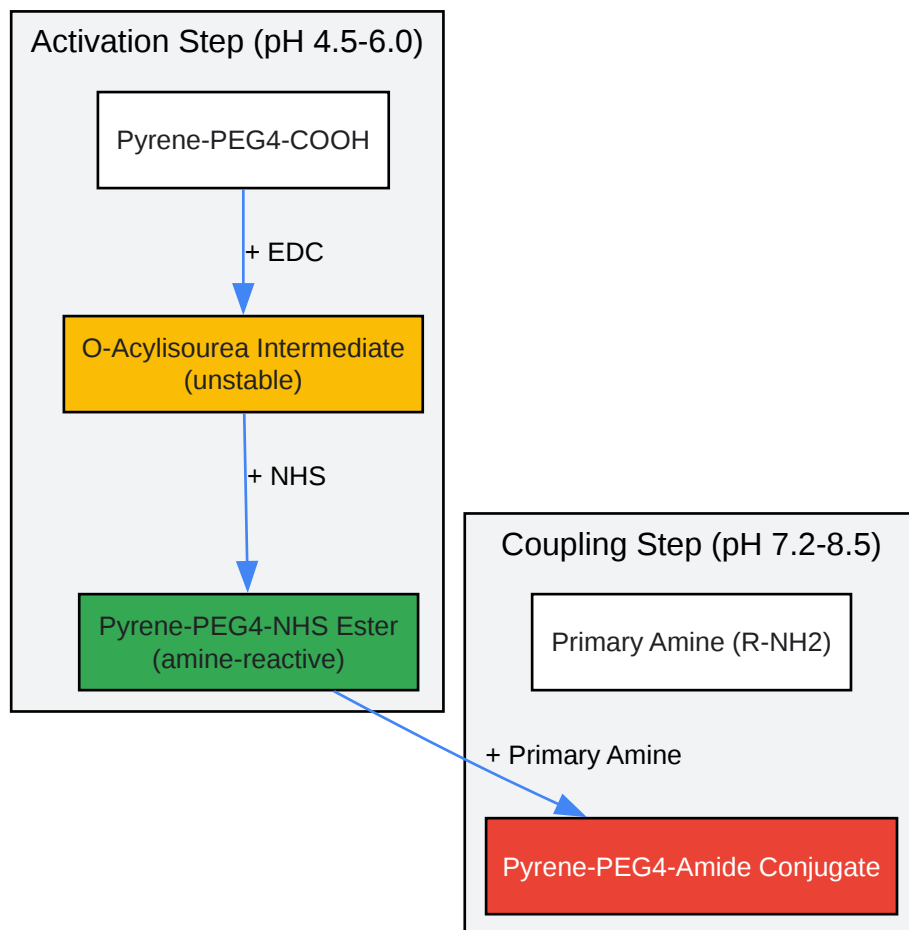 Activation Step (pH 4.5-6.0)
Pyrene-PEG4-COOH
+ EDC
O-Acylisourea Intermediate
(unstable)
+ NHS
Pyrene-PEG4-NHS Ester
(amine-reactive)
Coupling Step (pH 7.2-8.5)
Primary Amine (R-NH2)
+ Primary Amine
Pyrene-PEG4-Amide Conjugate